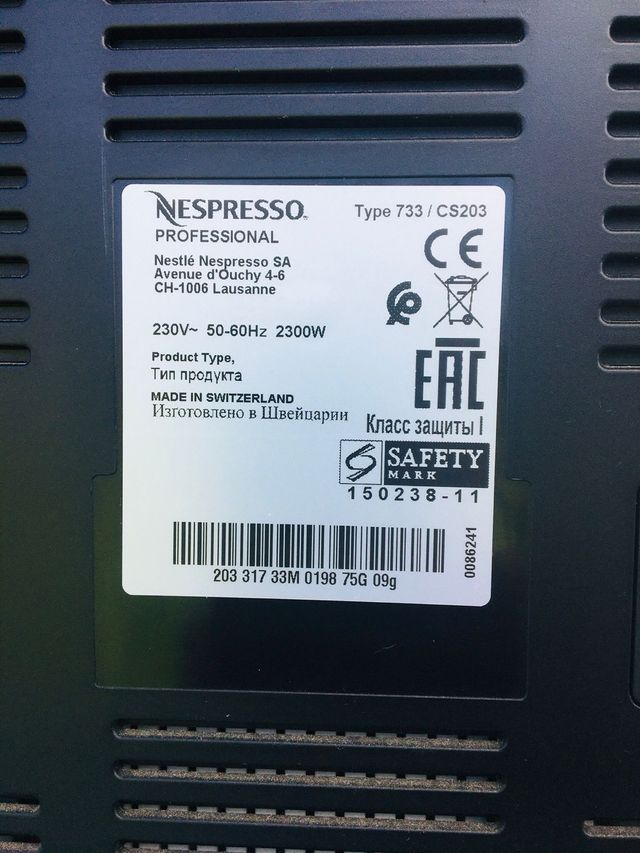 NESPRESSO
PROFESSIONAL
Type 733 / CS203
Nestlé Nespresso SA
Avenue d'Ouchy 4-6
CH-1006 Lausanne
CE
230V~ 50-60Hz 2300W
Product Type,
Тип продукта
EAC
MADE IN SWITZERLAND
Изготовлено в Швейцарии
Класс защиты I
S SAFETY
MARK
150238-11
203 317 33M 0198 75G 09g
0086241